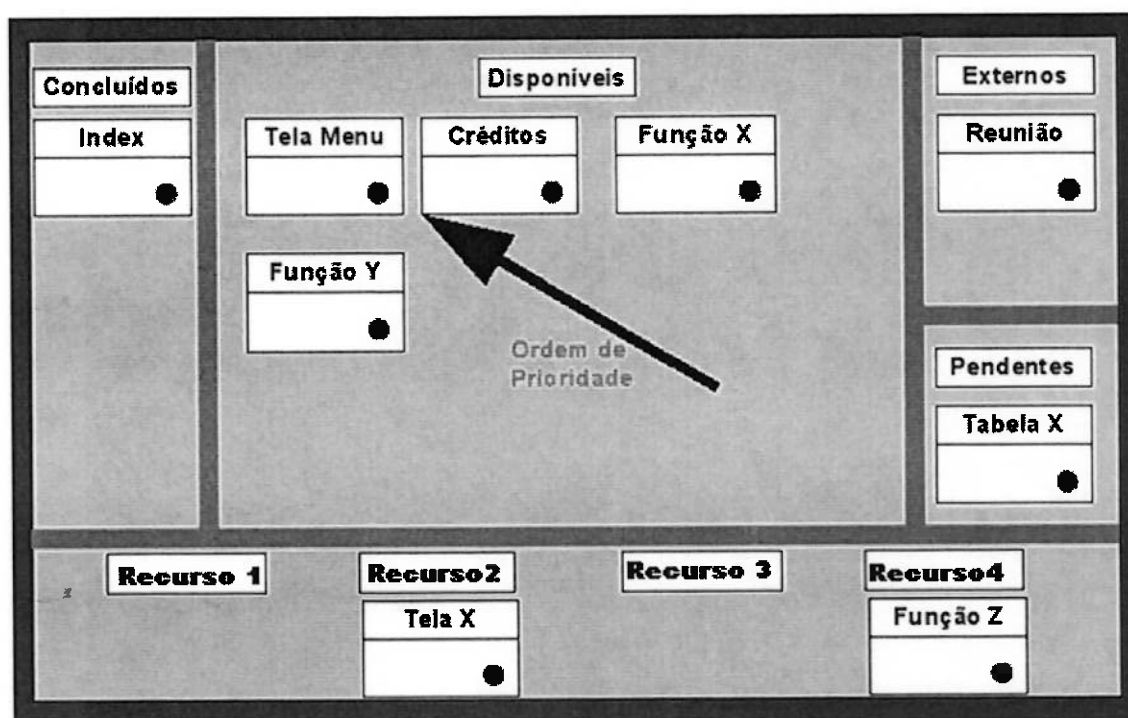 Concluídos
Index
Disponíveis
Tela Menu
Créditos
Função X
Função Y
Ordem de
Prioridade
Externos
Reunião
Pendentes
Tabela X
Recurso 1
Recurso2
Tela X
Recurso 3
Recurso4
Função Z